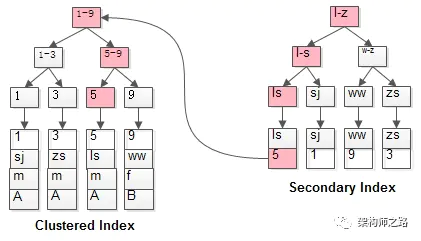 1-9
1-3
5-9
1
3
5
9
1
sj
m
A
3
zs
m
A
5
ls
m
A
9
ww
f
B
Clustered Index
l-z
l-s
w-z
ls
sj
ww
zs
ls
5
sj
1
ww
9
zs
3
Secondary Index
架构师之路